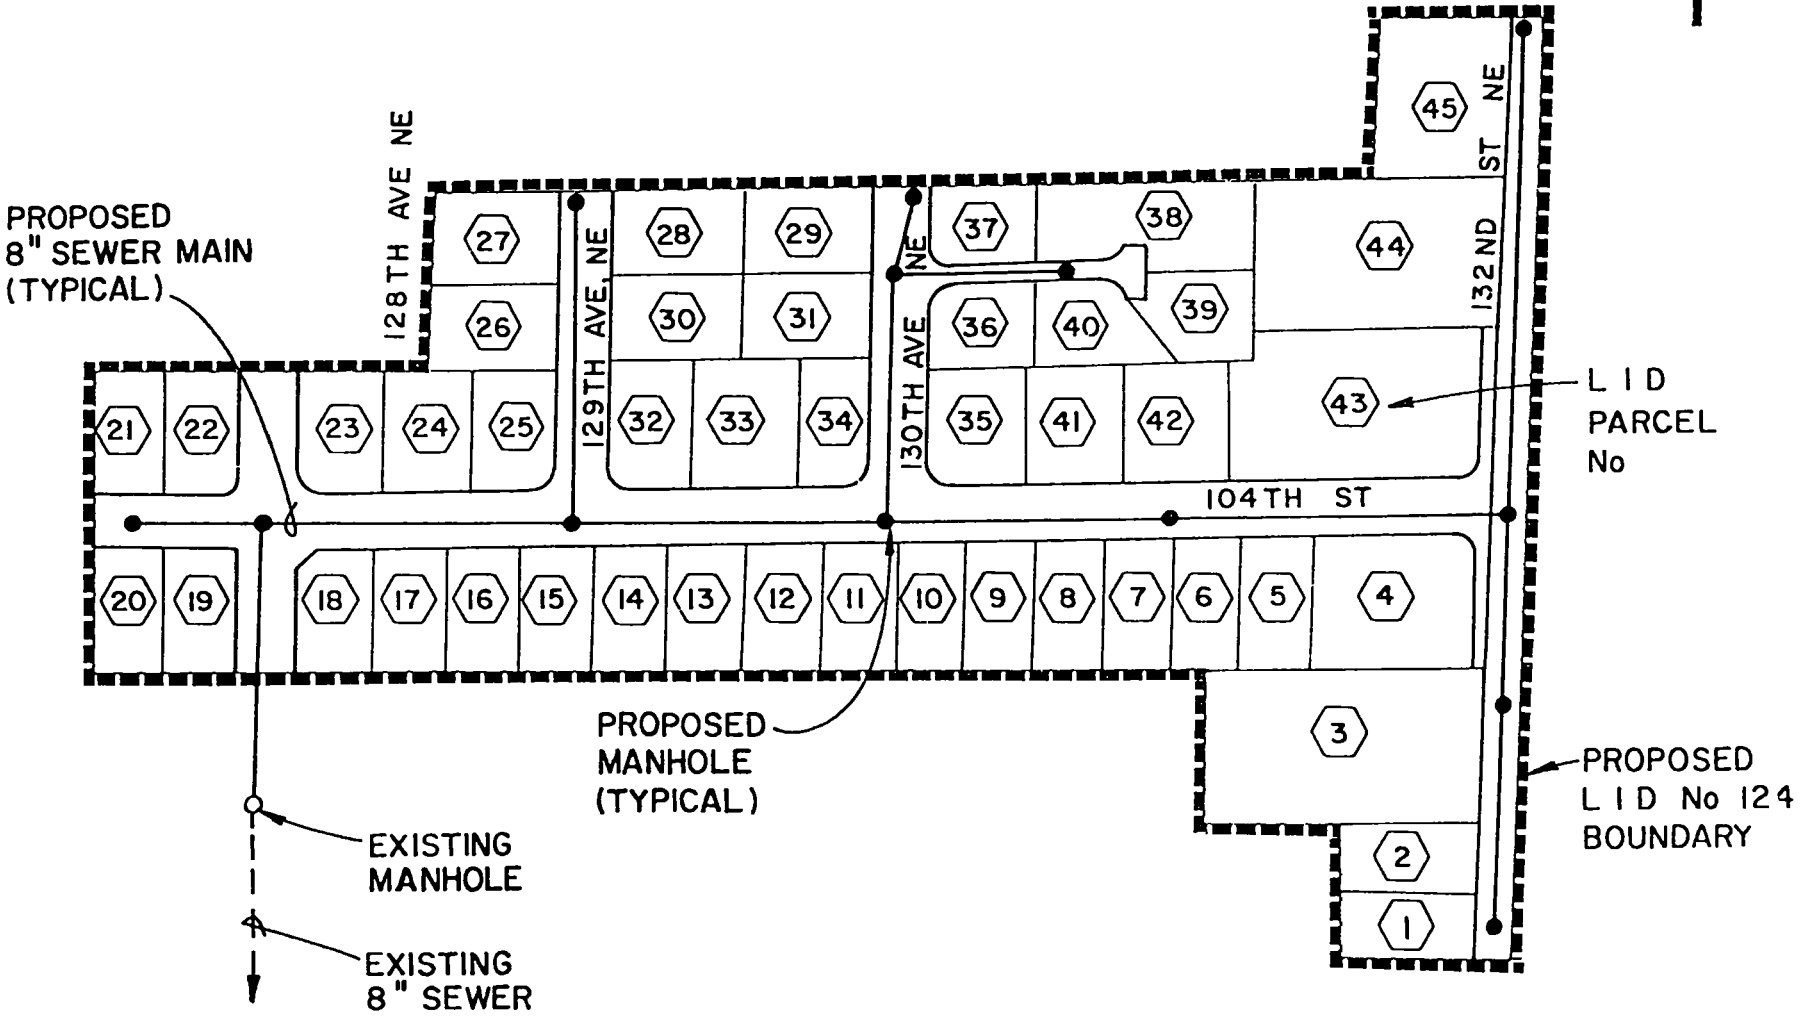 45
132ND ST NE
128TH AVE NE
PROPOSED
8" SEWER MAIN
(TYPICAL)
27
129TH AVE, NE
28
29
37
38
NE
44
26
30
31
36
40
39
130TH AVE
21
22
23
24
25
32
33
34
35
41
42
43
L I D
PARCEL
No
104TH ST
20
19
18
17
16
15
14
13
12
11
10
9
8
7
6
5
4
PROPOSED
MANHOLE
(TYPICAL)
3
PROPOSED
L I D No 124
BOUNDARY
2
1
EXISTING
MANHOLE
EXISTING
8" SEWER